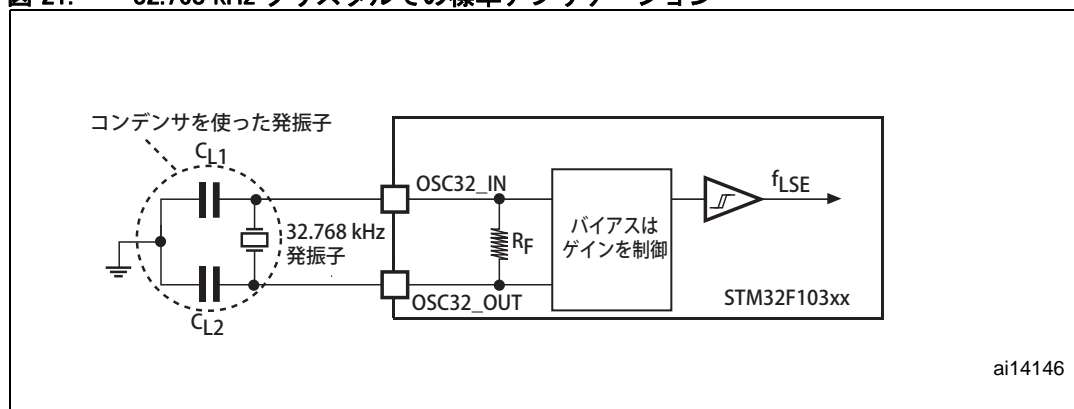 コンデンサを使った発振子
CL1
OSC32_IN
fLSE
32.768 kHz
発振子
RF
バイアスは
ゲインを制御
OSC32_OUT
STM32F103xx
CL2
ai14146